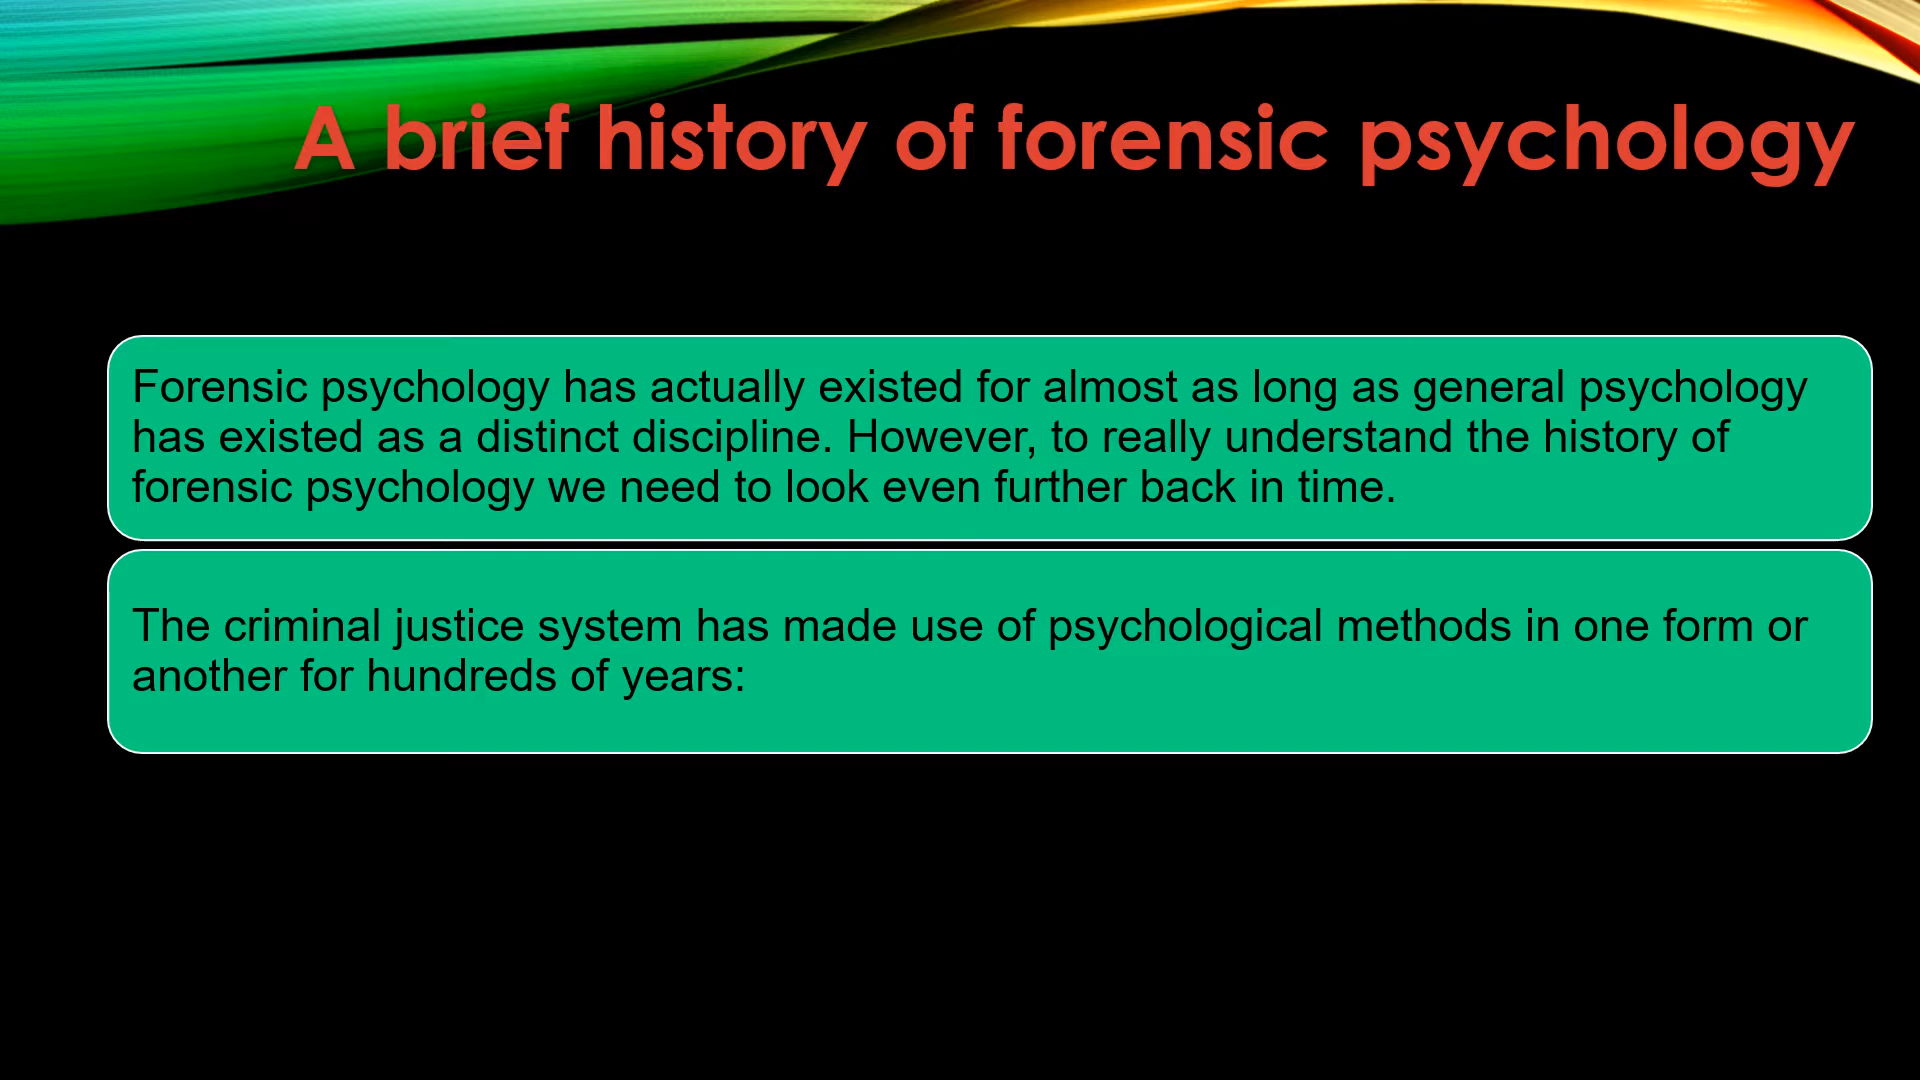 A brief history of forensic psychology
Forensic psychology has actually existed for almost as long as general psychology
has existed as a distinct discipline. However, to really understand the history of
forensic psychology we need to look even further back in time.
The criminal justice system has made use of psychological methods in one form or
another for hundreds of years: